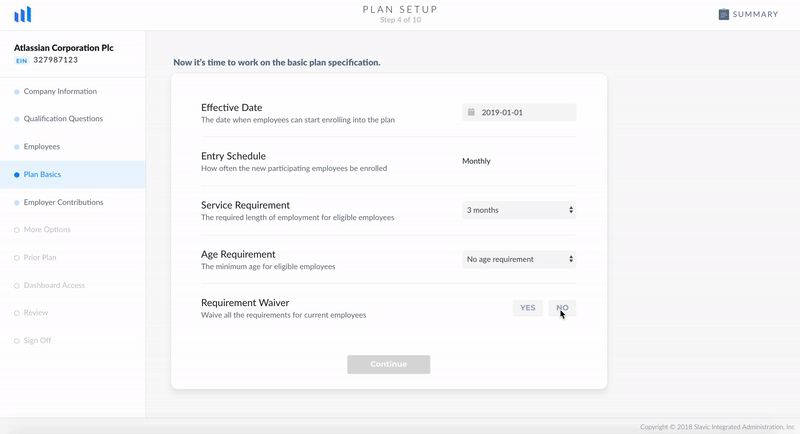 PLAN SETUP
Step 4 of 10
SUMMARY
Atlassian Corporation Plc
EIN 327987123
Company Information
Qualification Questions
Employees
Plan Basics
Employer Contributions
More Options
Prior Plan
Dashboard Access
Review
Sign Off
Now it's time to work on the basic plan specification.
Effective Date
The date when employees can start enrolling into the plan
2019-01-01
Entry Schedule
How often the new participating employees be enrolled
Monthly
Service Requirement
The required length of employment for eligible employees
3 months
Age Requirement
The minimum age for eligible employees
No age requirement
Requirement Waiver
Waive all the requirements for current employees
YES NO
Continue
Copyright © 2018 Slavic Integrated Administration, Inc